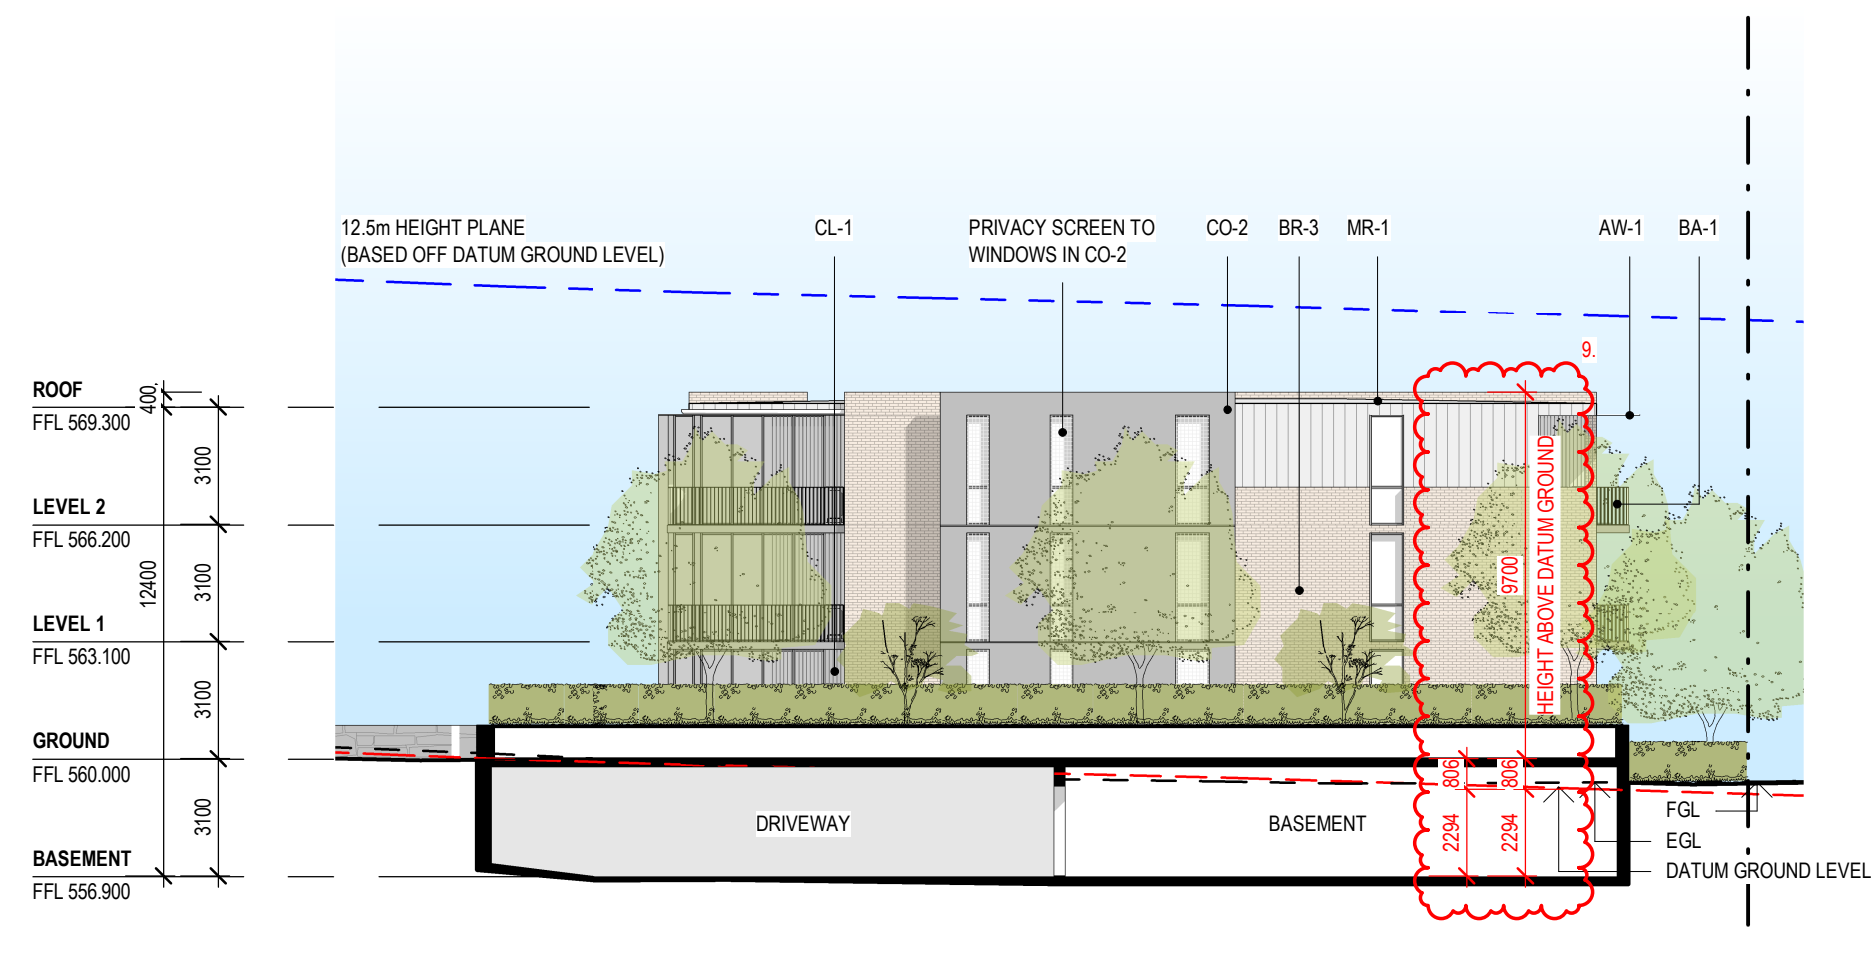 12.5m HEIGHT PLANE
(BASED OFF DATUM GROUND LEVEL)
CL-1
PRIVACY SCREEN TO
WINDOWS IN CO-2
CO-2
BR-3
MR-1
AW-1
BA-1
9.
ROOF
FFL 569.300
400
3100
LEVEL 2
FFL 566.200
3100
12400
LEVEL 1
FFL 563.100
3100
GROUND
FFL 560.000
3100
BASEMENT
FFL 556.900
9700
HEIGHT ABOVE DATUM GROUND
806
806
2294
2294
DRIVEWAY
BASEMENT
FGL
EGL
DATUM GROUND LEVEL